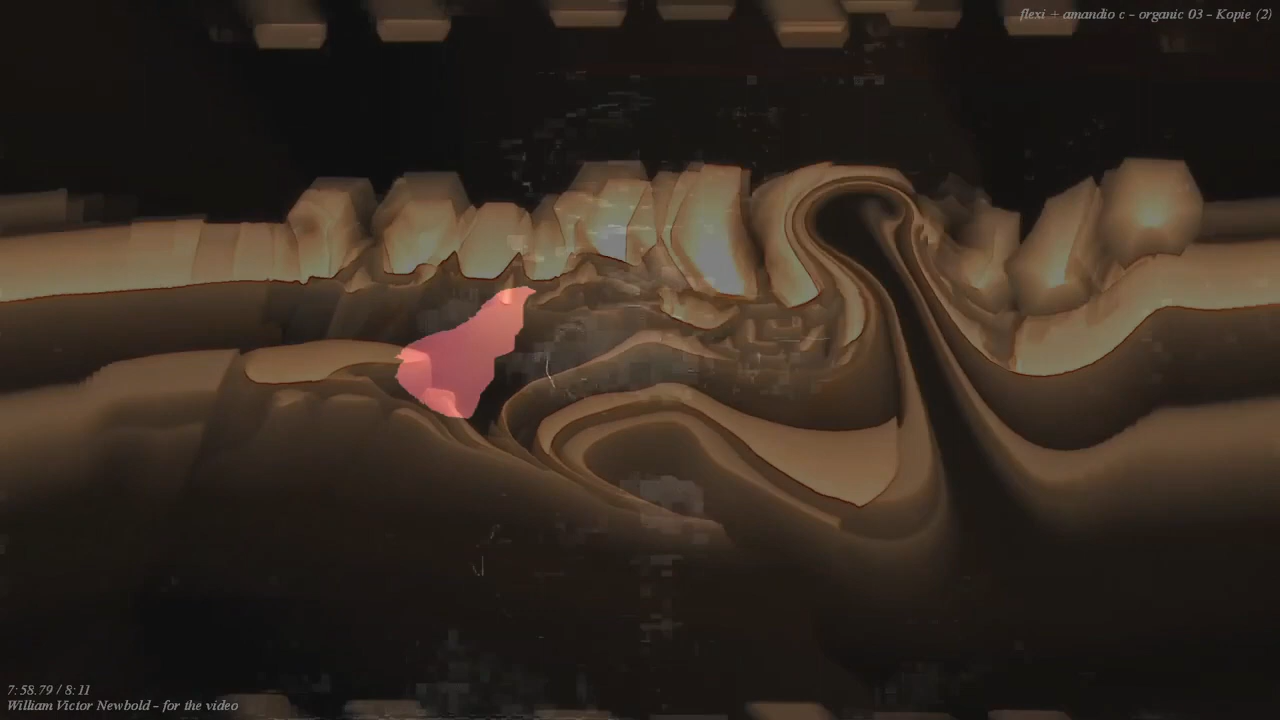 flexi + amandio c - organic 03 - Kopie (2)
7:58.79 / 8:11
William Victor Newbold - for the video